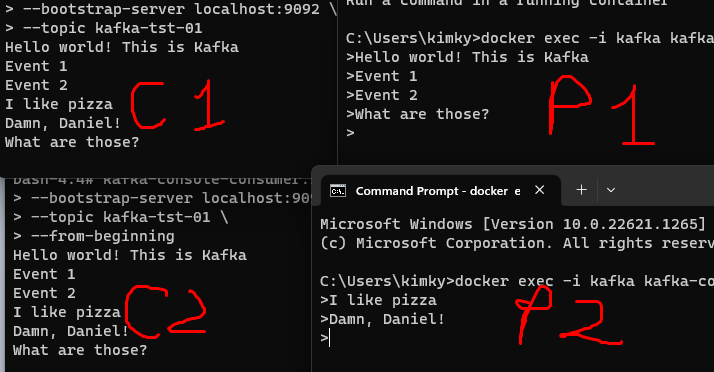 > --bootstrap-server localhost:9092 \
> --topic kafka-tst-01
Hello world! This is Kafka
Event 1
Event 2
I like pizza
Damn, Daniel!
What are those?
C1
Run a command in a running container
C:\Users\kimky>docker exec -i kafka kafka
>Hello world! This is Kafka
>Event 1
>Event 2
>What are those?
>
P1
bash-4.4# kafka-console-consumer.
> --bootstrap-server localhost:909
> --topic kafka-tst-01 \
> --from-beginning
Hello world! This is Kafka
Event 1
Event 2
I like pizza
Damn, Daniel!
What are those?
C2
Command Prompt - docker e
Microsoft Windows [Version 10.0.22621.1265]
(c) Microsoft Corporation. All rights reserv
C:\Users\kimky>docker exec -i kafka kafka-co
>I like pizza
>Damn, Daniel!
>
P2